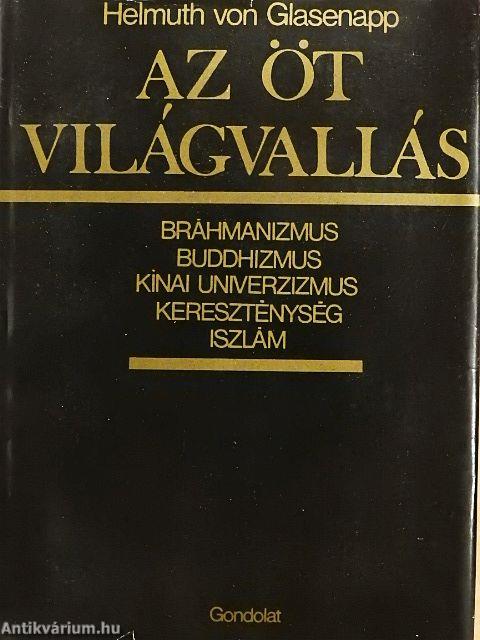 Helmuth von Glasenapp
AZ ÖT
VILÁGVALLÁS
BRÁHMANIZMUS
BUDDHIZMUS
KÍNAI UNIVERZIZMUS
KERESZTÉNYSÉG
ISZLÁM
Gondolat
Antikvárium.hu